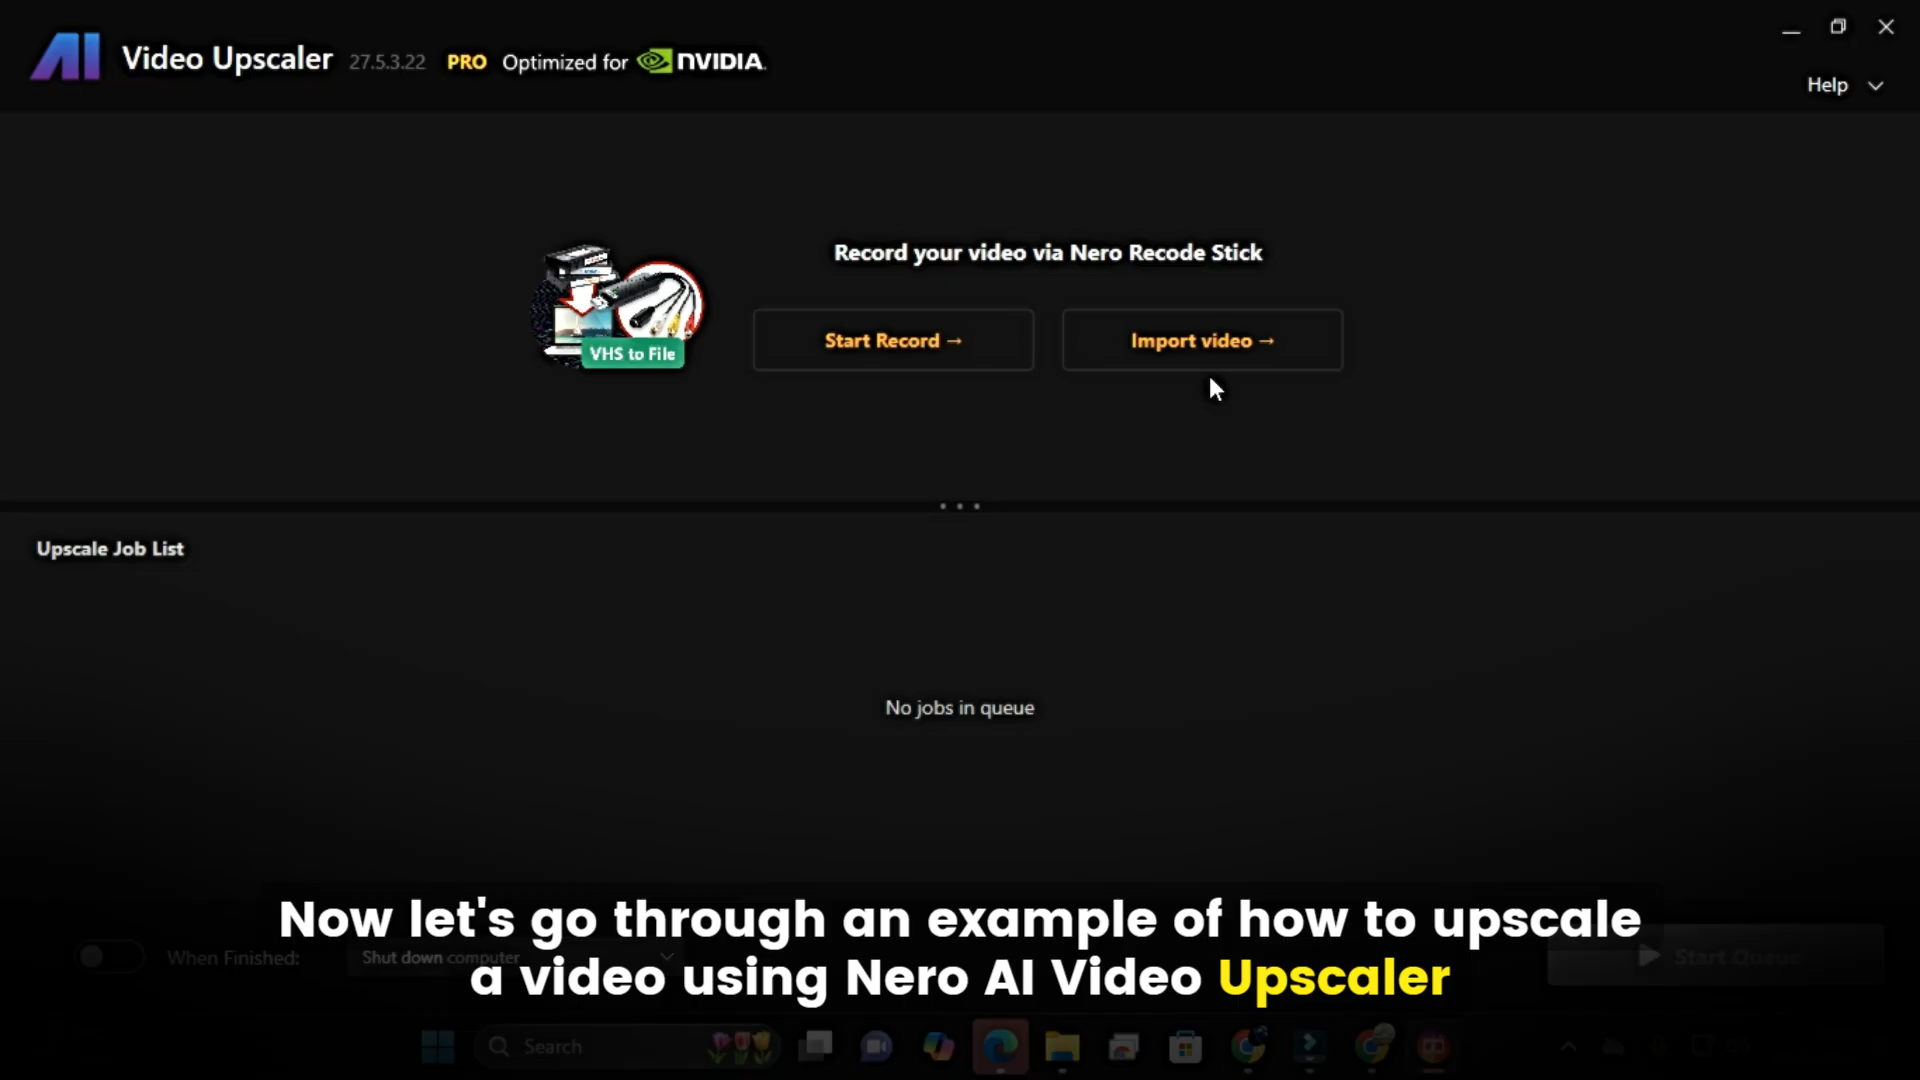 Video Upscaler 27.5.3.22 PRO Optimized for NVIDIA.
Help
Record your video via Nero Recode Stick
VHS to File
Start Record →
Import video →
Upscale Job List
No jobs in queue
Now let's go through an example of how to upscale
a video using Nero AI Video Upscaler
When Finished:
Shut down computer
Start Queue
Search